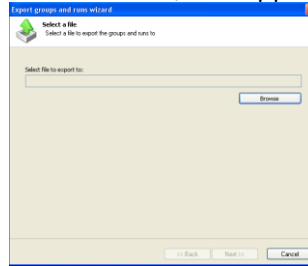 Export groups and runs wizard
Select a file
Select a file to export the groups and runs to
Select file to export to:
Browse
<< Back
Next >>
Cancel